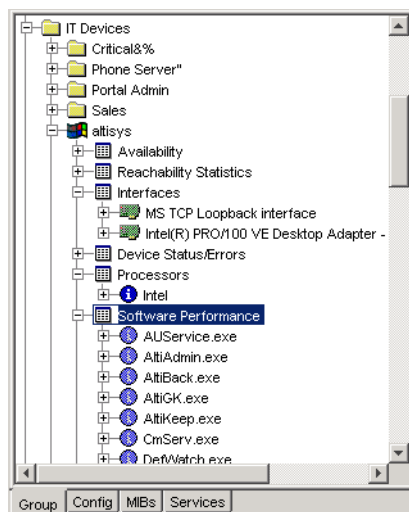 IT Devices
Critical&%
Phone Server"
Portal Admin
Sales
altisys
Availability
Reachability Statistics
Interfaces
MS TCP Loopback interface
Intel(R) PRO/100 VE Desktop Adapter -
Device Status/Errors
Processors
Intel
Software Performance
AUService.exe
AltiAdmin.exe
AltiBack.exe
AltiGK.exe
AltiKeep.exe
CmServ.exe
DefWatch.exe
Group Config MIBs Services